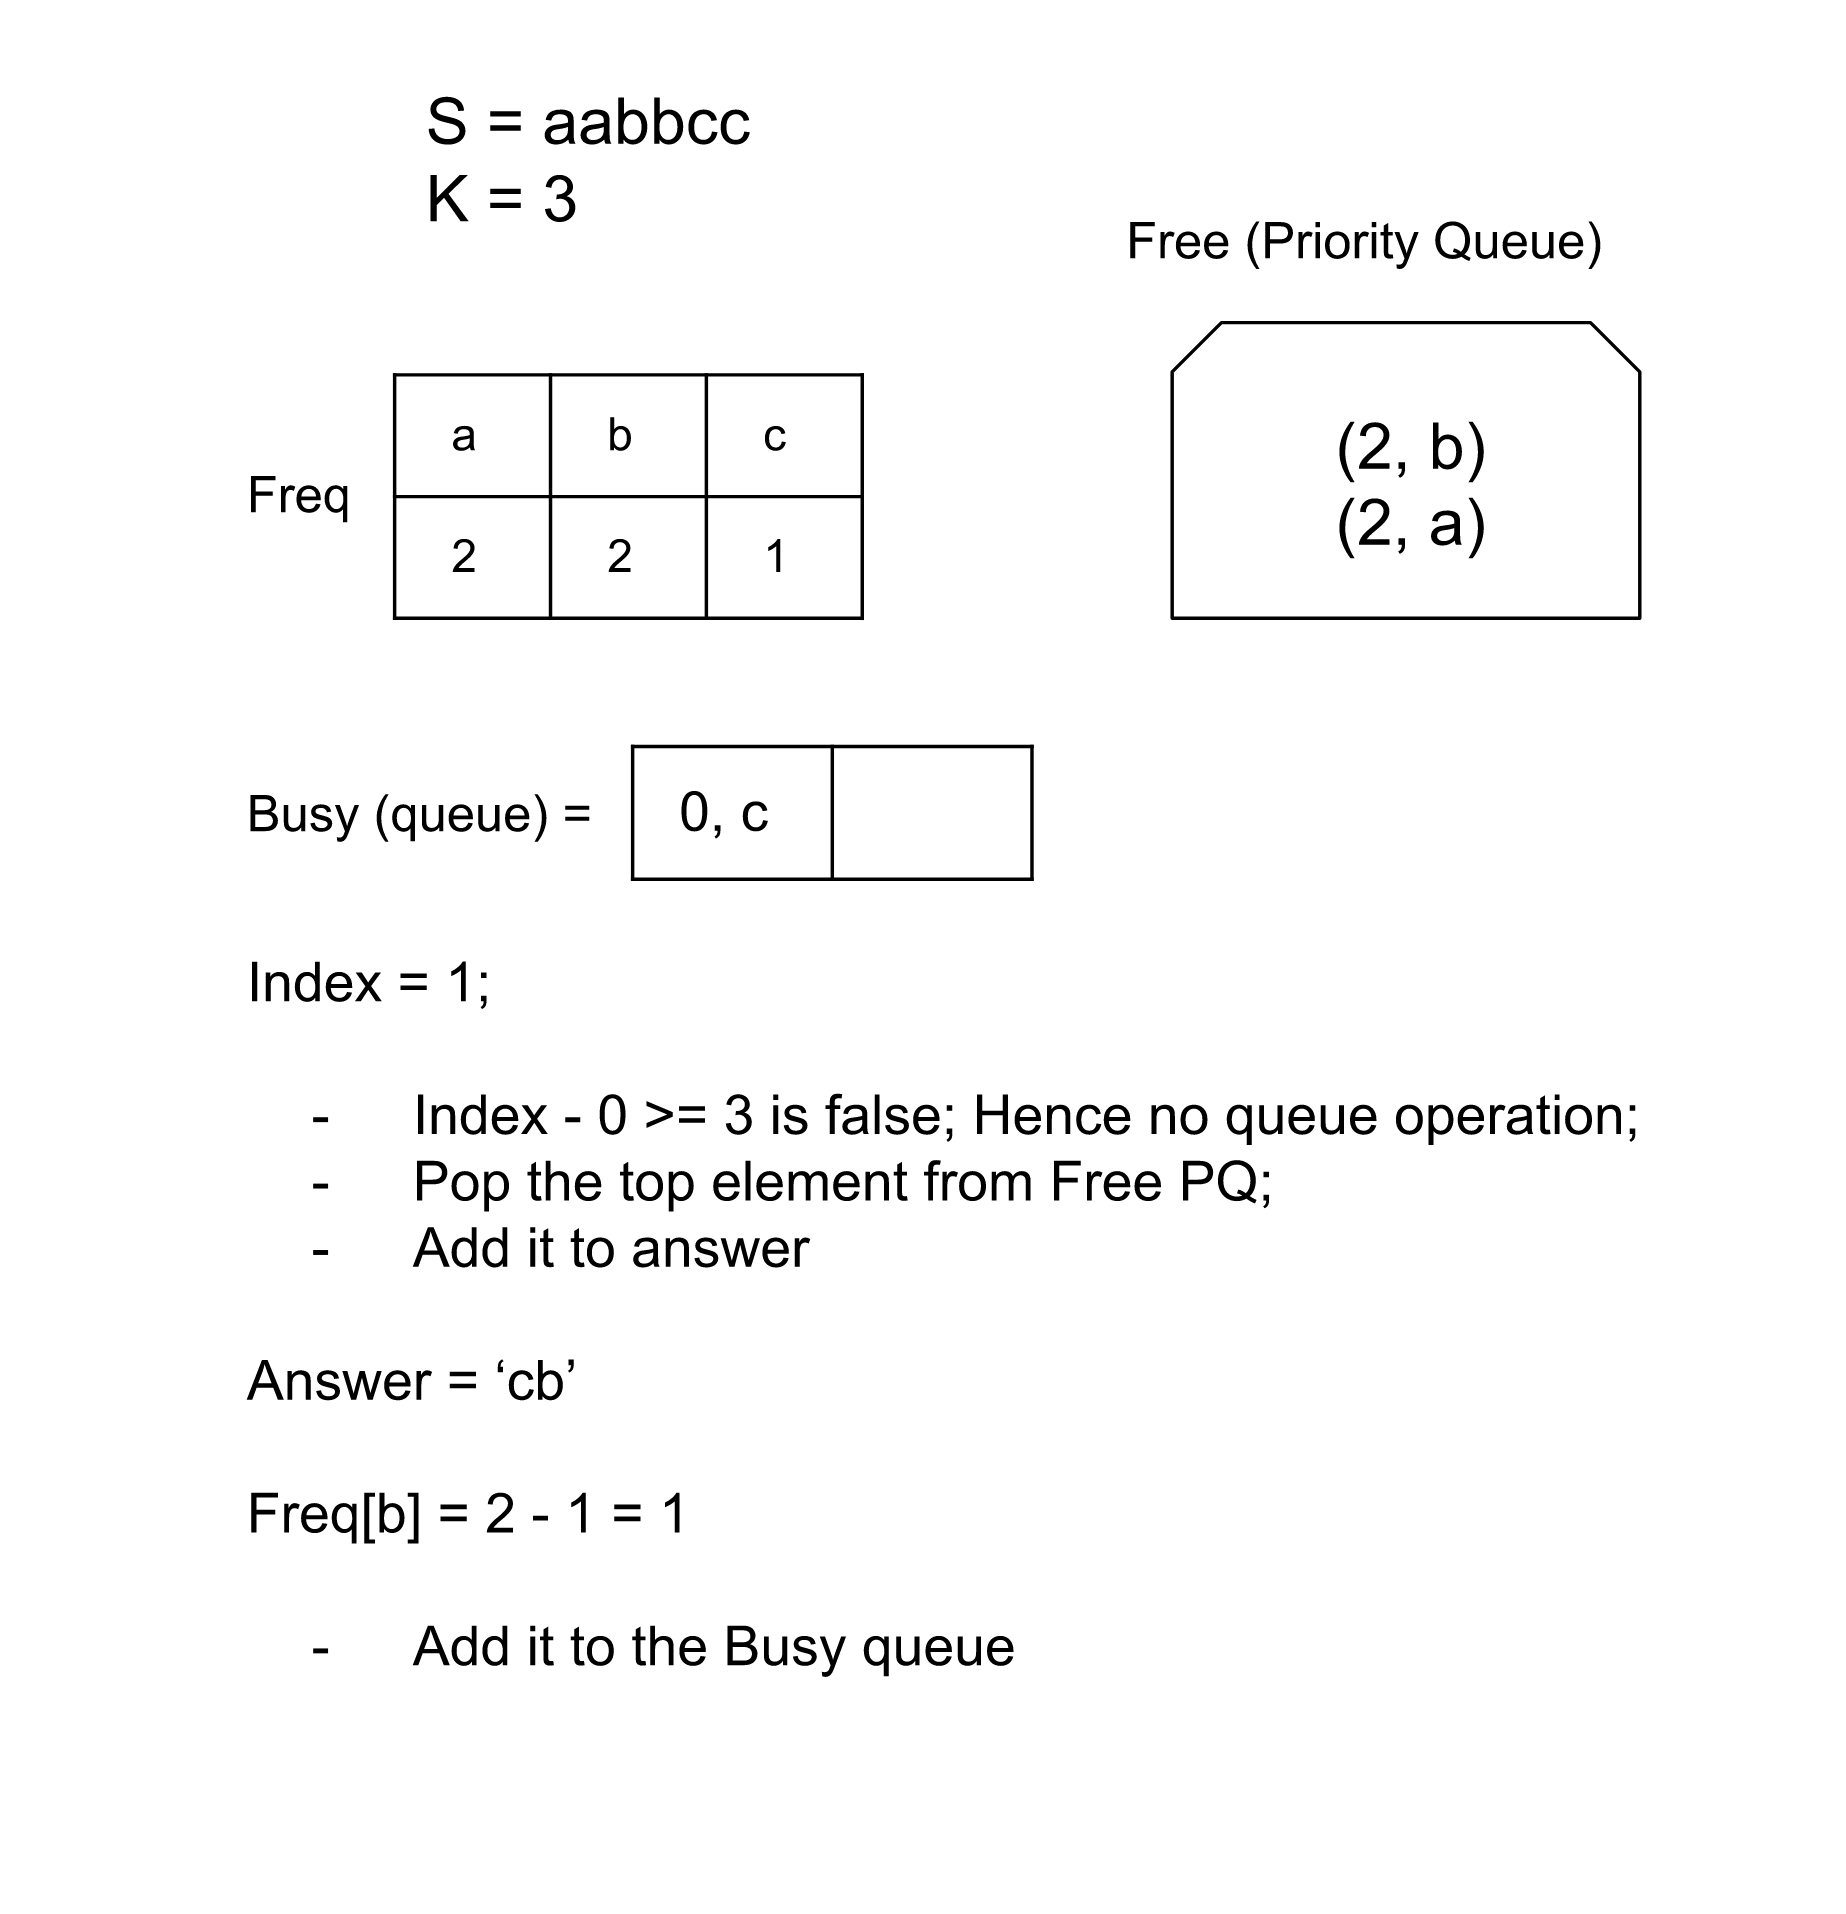 S = aabbcc
K = 3
Free (Priority Queue)
a b c
Freq
2 2 1
(2, b)
(2, a)
Busy (queue) = 0, c
Index = 1;
- Index - 0 >= 3 is false; Hence no queue operation;
- Pop the top element from Free PQ;
- Add it to answer
Answer = ‘cb’
Freq[b] = 2 - 1 = 1
- Add it to the Busy queue